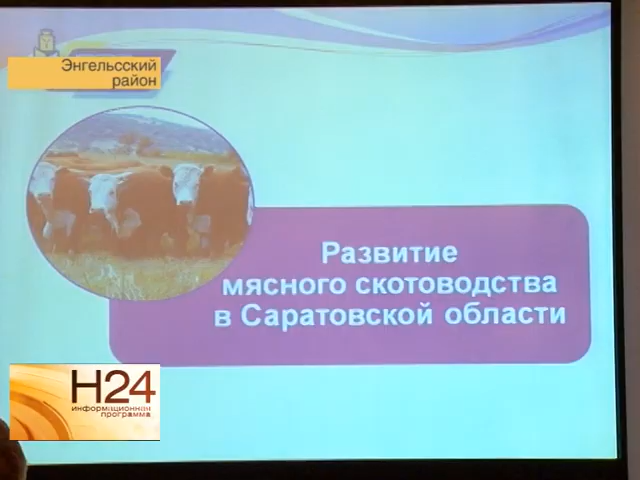 Энгельсский
район
Развитие
мясного скотоводства
в Саратовской области
Н24
информационная
программа